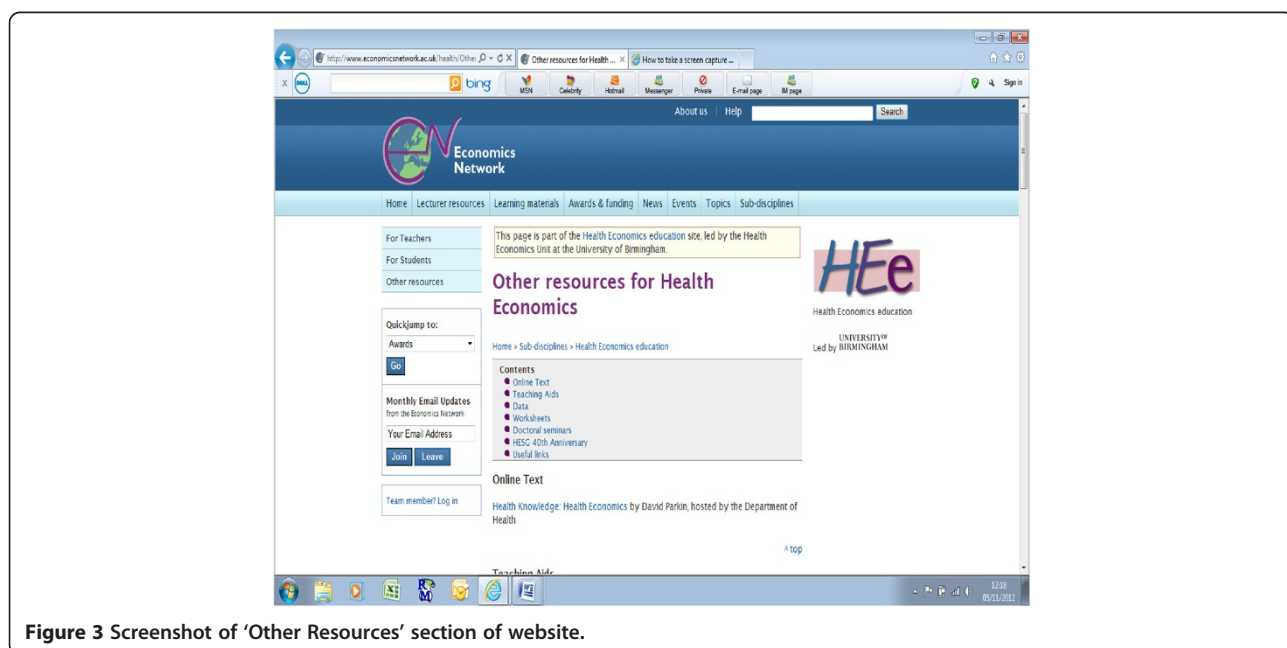 http://www.economicsnetwork.ac.uk/health/Other
Other resources for Health ...
How to take a screen capture ...
x DELL bing MSN Celebrity Hotmail Messenger Private E-mail page IM page Sign in
About us | Help Search
Economics
Network
Home Lecturer resources Learning materials Awards & funding News Events Topics Sub-disciplines
For Teachers
For Students
Other resources
Quickjump to:
Awards
Go
Monthly Email Updates
from the Economics Network
Your Email Address
Join Leave
Team member? Log in
This page is part of the Health Economics education site, led by the Health
Economics Unit at the University of Birmingham.
Other resources for Health
Economics
Home » Sub-disciplines » Health Economics education
Contents
Online Text
Teaching Aids
Data
Worksheets
Doctoral seminars
HESG 40th Anniversary
Useful links
Online Text
Health Knowledge: Health Economics by David Parkin, hosted by the Department of
Health
^ top
Teaching Aids
HEe
Health Economics education
Led by UNIVERSITY OF BIRMINGHAM
12:18
05/11/2012
Figure 3 Screenshot of ‘Other Resources’ section of website.